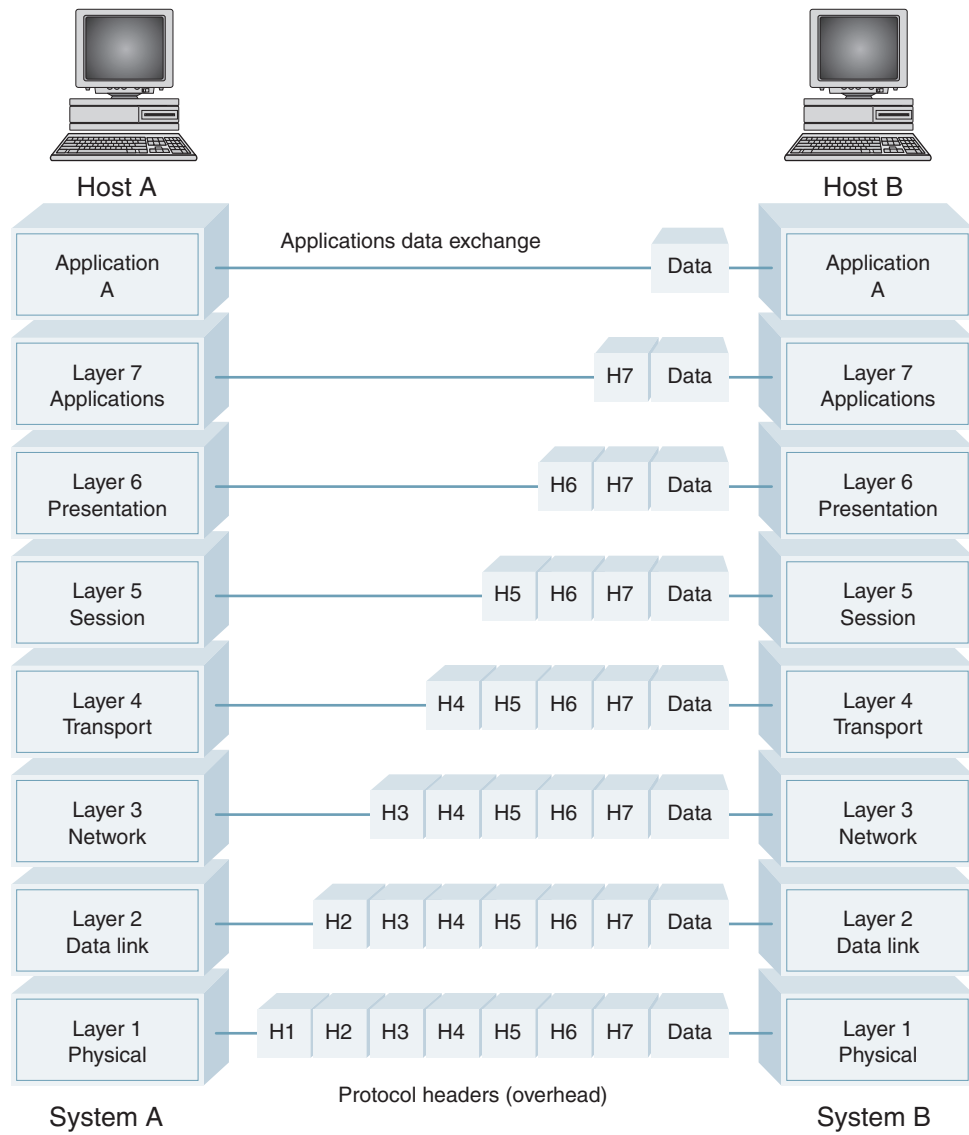 Host A
Host B
Application
A
Applications data exchange
Data
Application
A
Layer 7
Applications
H7
Data
Layer 7
Applications
Layer 6
Presentation
H6
H7
Data
Layer 6
Presentation
Layer 5
Session
H5
H6
H7
Data
Layer 5
Session
Layer 4
Transport
H4
H5
H6
H7
Data
Layer 4
Transport
Layer 3
Network
H3
H4
H5
H6
H7
Data
Layer 3
Network
Layer 2
Data link
H2
H3
H4
H5
H6
H7
Data
Layer 2
Data link
Layer 1
Physical
H1
H2
H3
H4
H5
H6
H7
Data
Layer 1
Physical
Protocol headers (overhead)
System A
System B